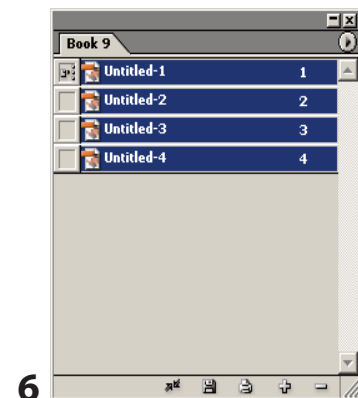 Book 9
Untitled-1 1
Untitled-2 2
Untitled-3 3
Untitled-4 4
6